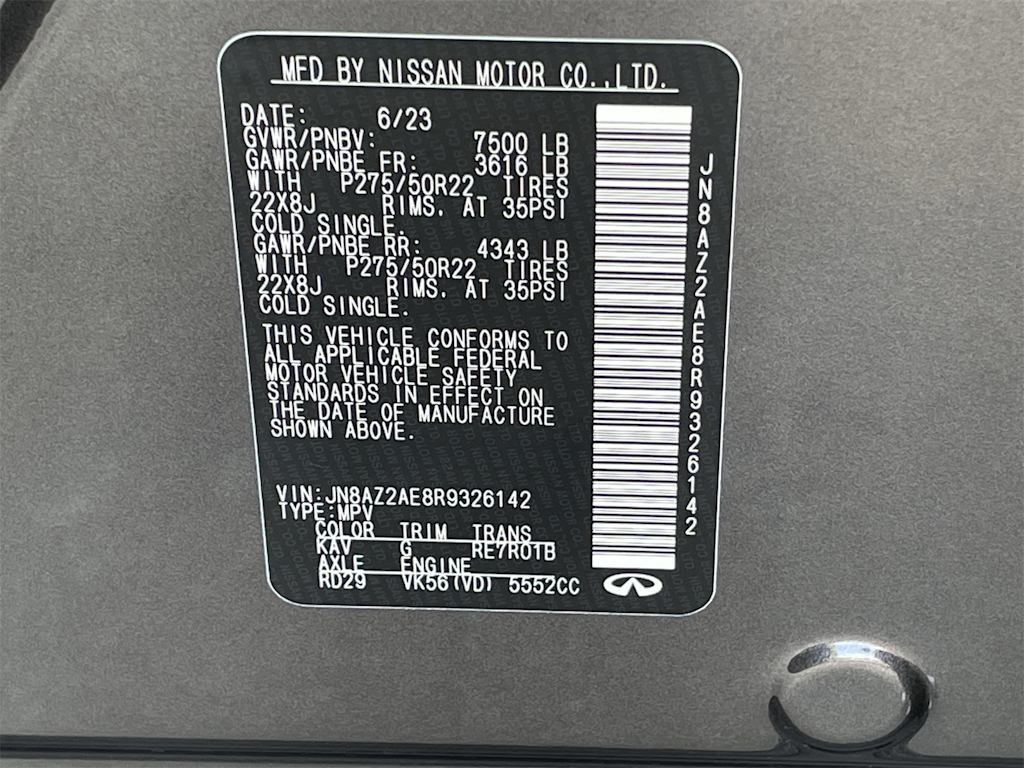 MFD BY NISSAN MOTOR CO.,LTD.
DATE: 6/23
GVWR/PNBV: 7500 LB
GAWR/PNBE FR: 3616 LB
WITH P275/50R22 TIRES
22X8J RIMS. AT 35PSI
COLD SINGLE.
GAWR/PNBE RR: 4343 LB
WITH P275/50R22 TIRES
22X8J RIMS. AT 35PSI
COLD SINGLE.
THIS VEHICLE CONFORMS TO
ALL APPLICABLE FEDERAL
MOTOR VEHICLE SAFETY
STANDARDS IN EFFECT ON
THE DATE OF MANUFACTURE
SHOWN ABOVE.
VIN:JN8AZ2AE8R9326142
TYPE:MPV
COLOR TRIM TRANS
KAV G RE7R01B
AXLE ENGINE
RD29 VK56(VD) 5552CC
JN8AZ2AE8R9326142